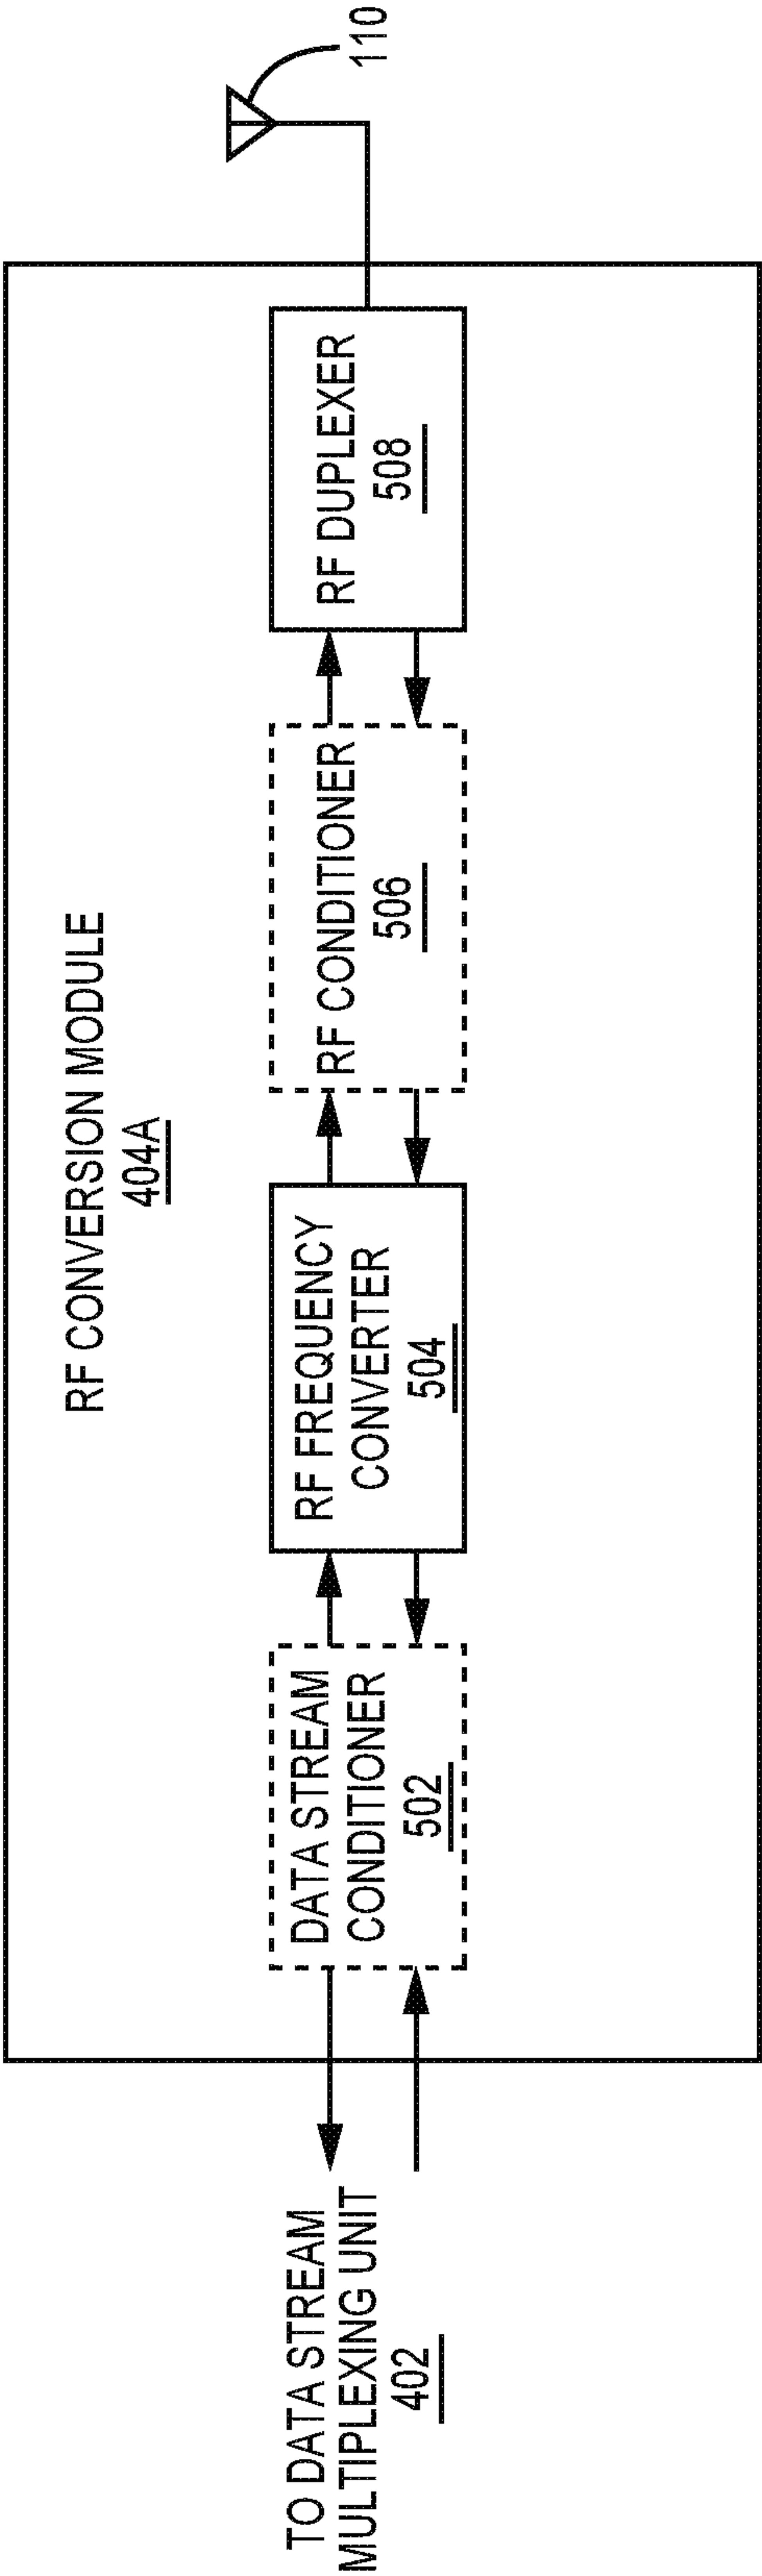 RF CONVERSION MODULE
404A
TO DATA STREAM
MULTIPLEXING UNIT
402
DATA STREAM
CONDITIONER
502
RF FREQUENCY
CONVERTER
504
RF CONDITIONER
506
RF DUPLEXER
508
110